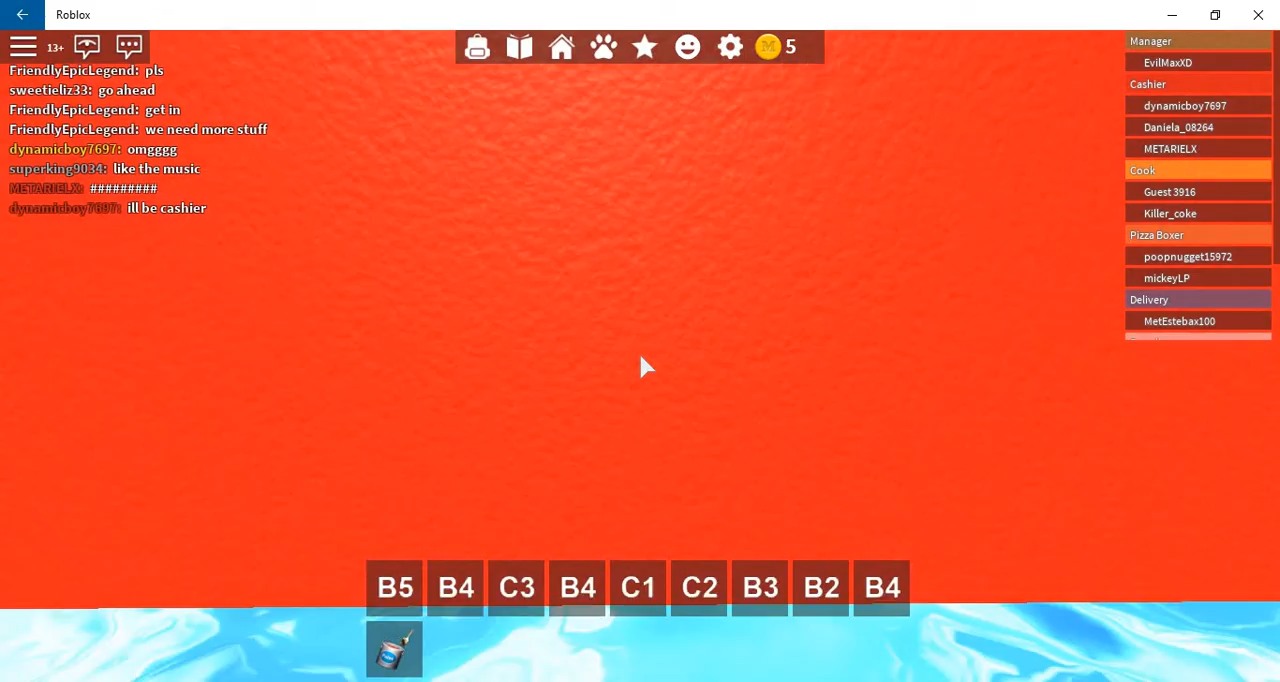 Roblox
13+
5
FriendlyEpicLegend: pls
sweetieliz33: go ahead
FriendlyEpicLegend: get in
FriendlyEpicLegend: we need more stuff
dynamicboy7697: omgggg
superking9034: like the music
METARIELX: #########
dynamicboy7697: ill be cashier
Manager
EvilMaxXD
Cashier
dynamicboy7697
Daniela_08264
METARIELX
Cook
Guest 3916
Killer_coke
Pizza Boxer
poopnugget15972
mickeyLP
Delivery
MetEstebax100
B5 B4 C3 B4 C1 C2 B3 B2 B4